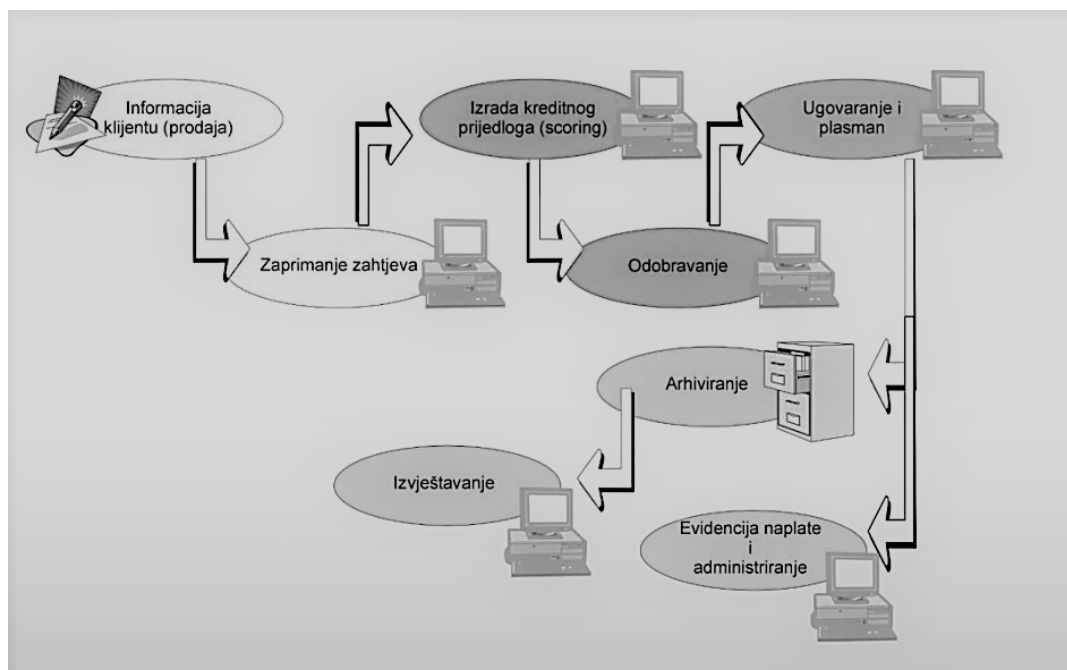 Informacija
klijentu (prodaja)
Zaprimanje zahtjeva
Izrada kreditnog
prijedloga (scoring)
Odobravanje
Ugovaranje i
plasman
Arhiviranje
Izvještavanje
Evidencija naplate
i
administriranje